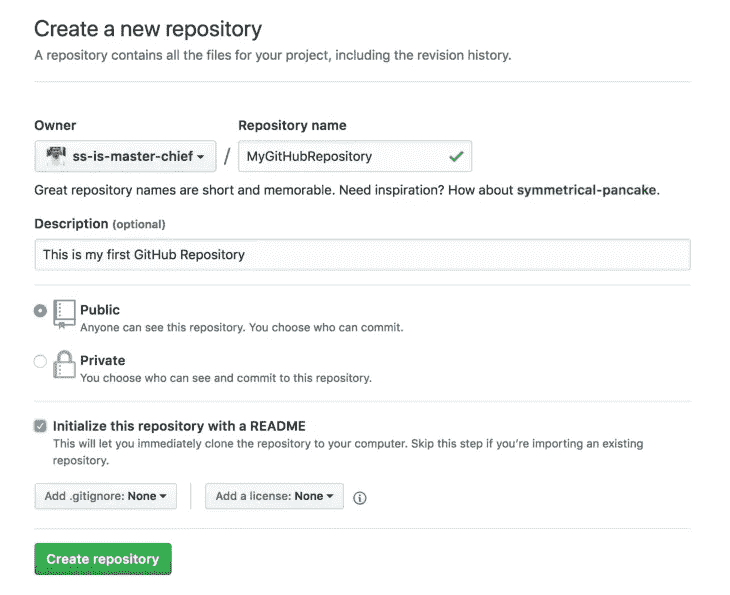 Create a new repository
A repository contains all the files for your project, including the revision history.
Owner
Repository name
ss-is-master-chief / MyGitHubRepository
Great repository names are short and memorable. Need inspiration? How about symmetrical-pancake.
Description (optional)
This is my first GitHub Repository
Public
Anyone can see this repository. You choose who can commit.
Private
You choose who can see and commit to this repository.
Initialize this repository with a README
This will let you immediately clone the repository to your computer. Skip this step if you’re importing an existing
repository.
Add .gitignore: None
Add a license: None
Create repository